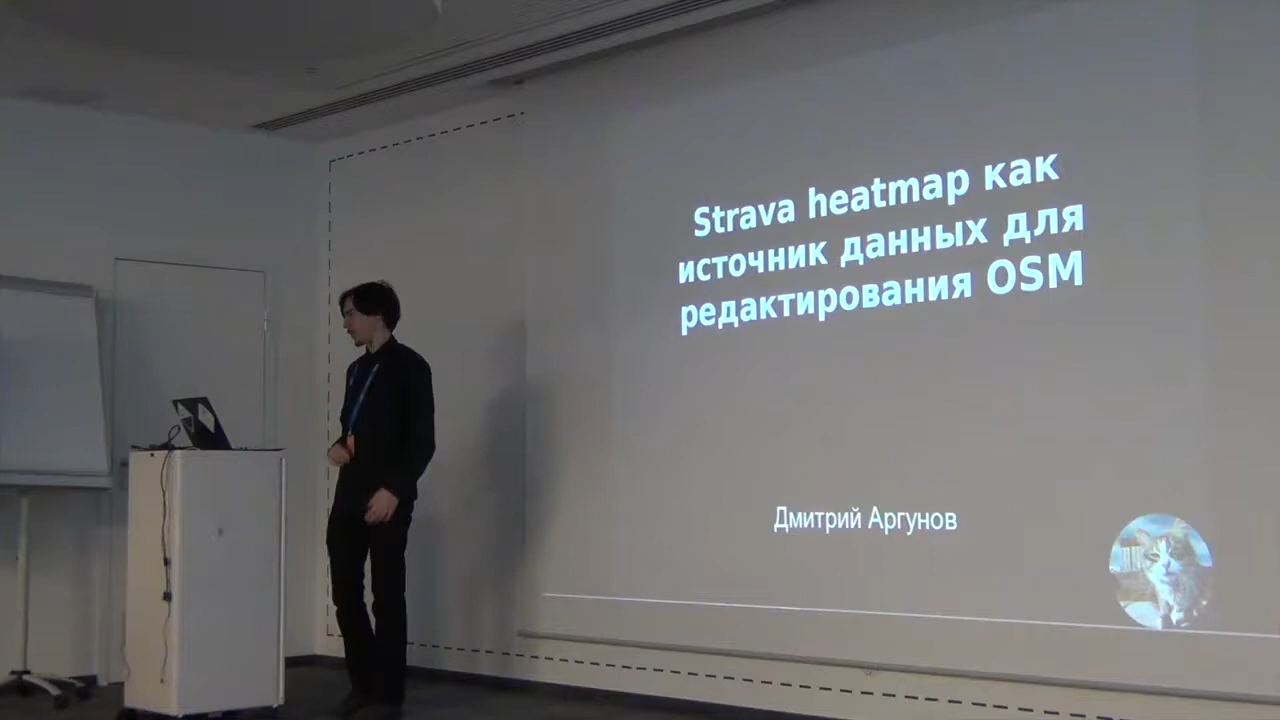 Strava heatmap как
источник данных для
редактирования OSM
Дмитрий Аргунов